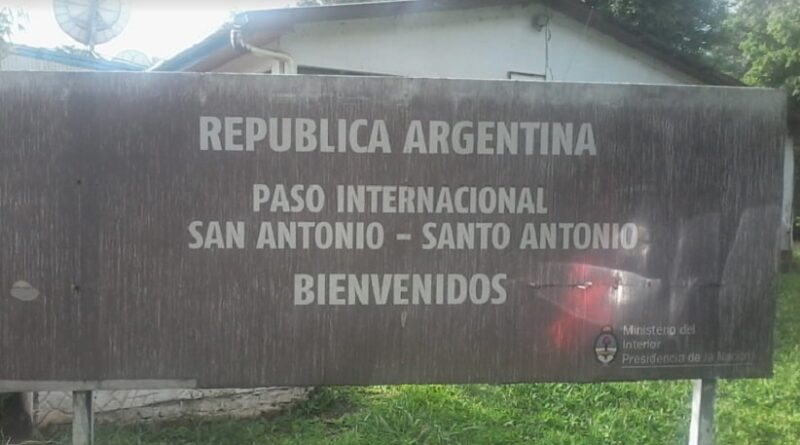 REPUBLICA ARGENTINA
PASO INTERNACIONAL
SAN ANTONIO - SANTO ANTONIO
BIENVENIDOS
Ministerio del
Interior
Presidencia de la Nación